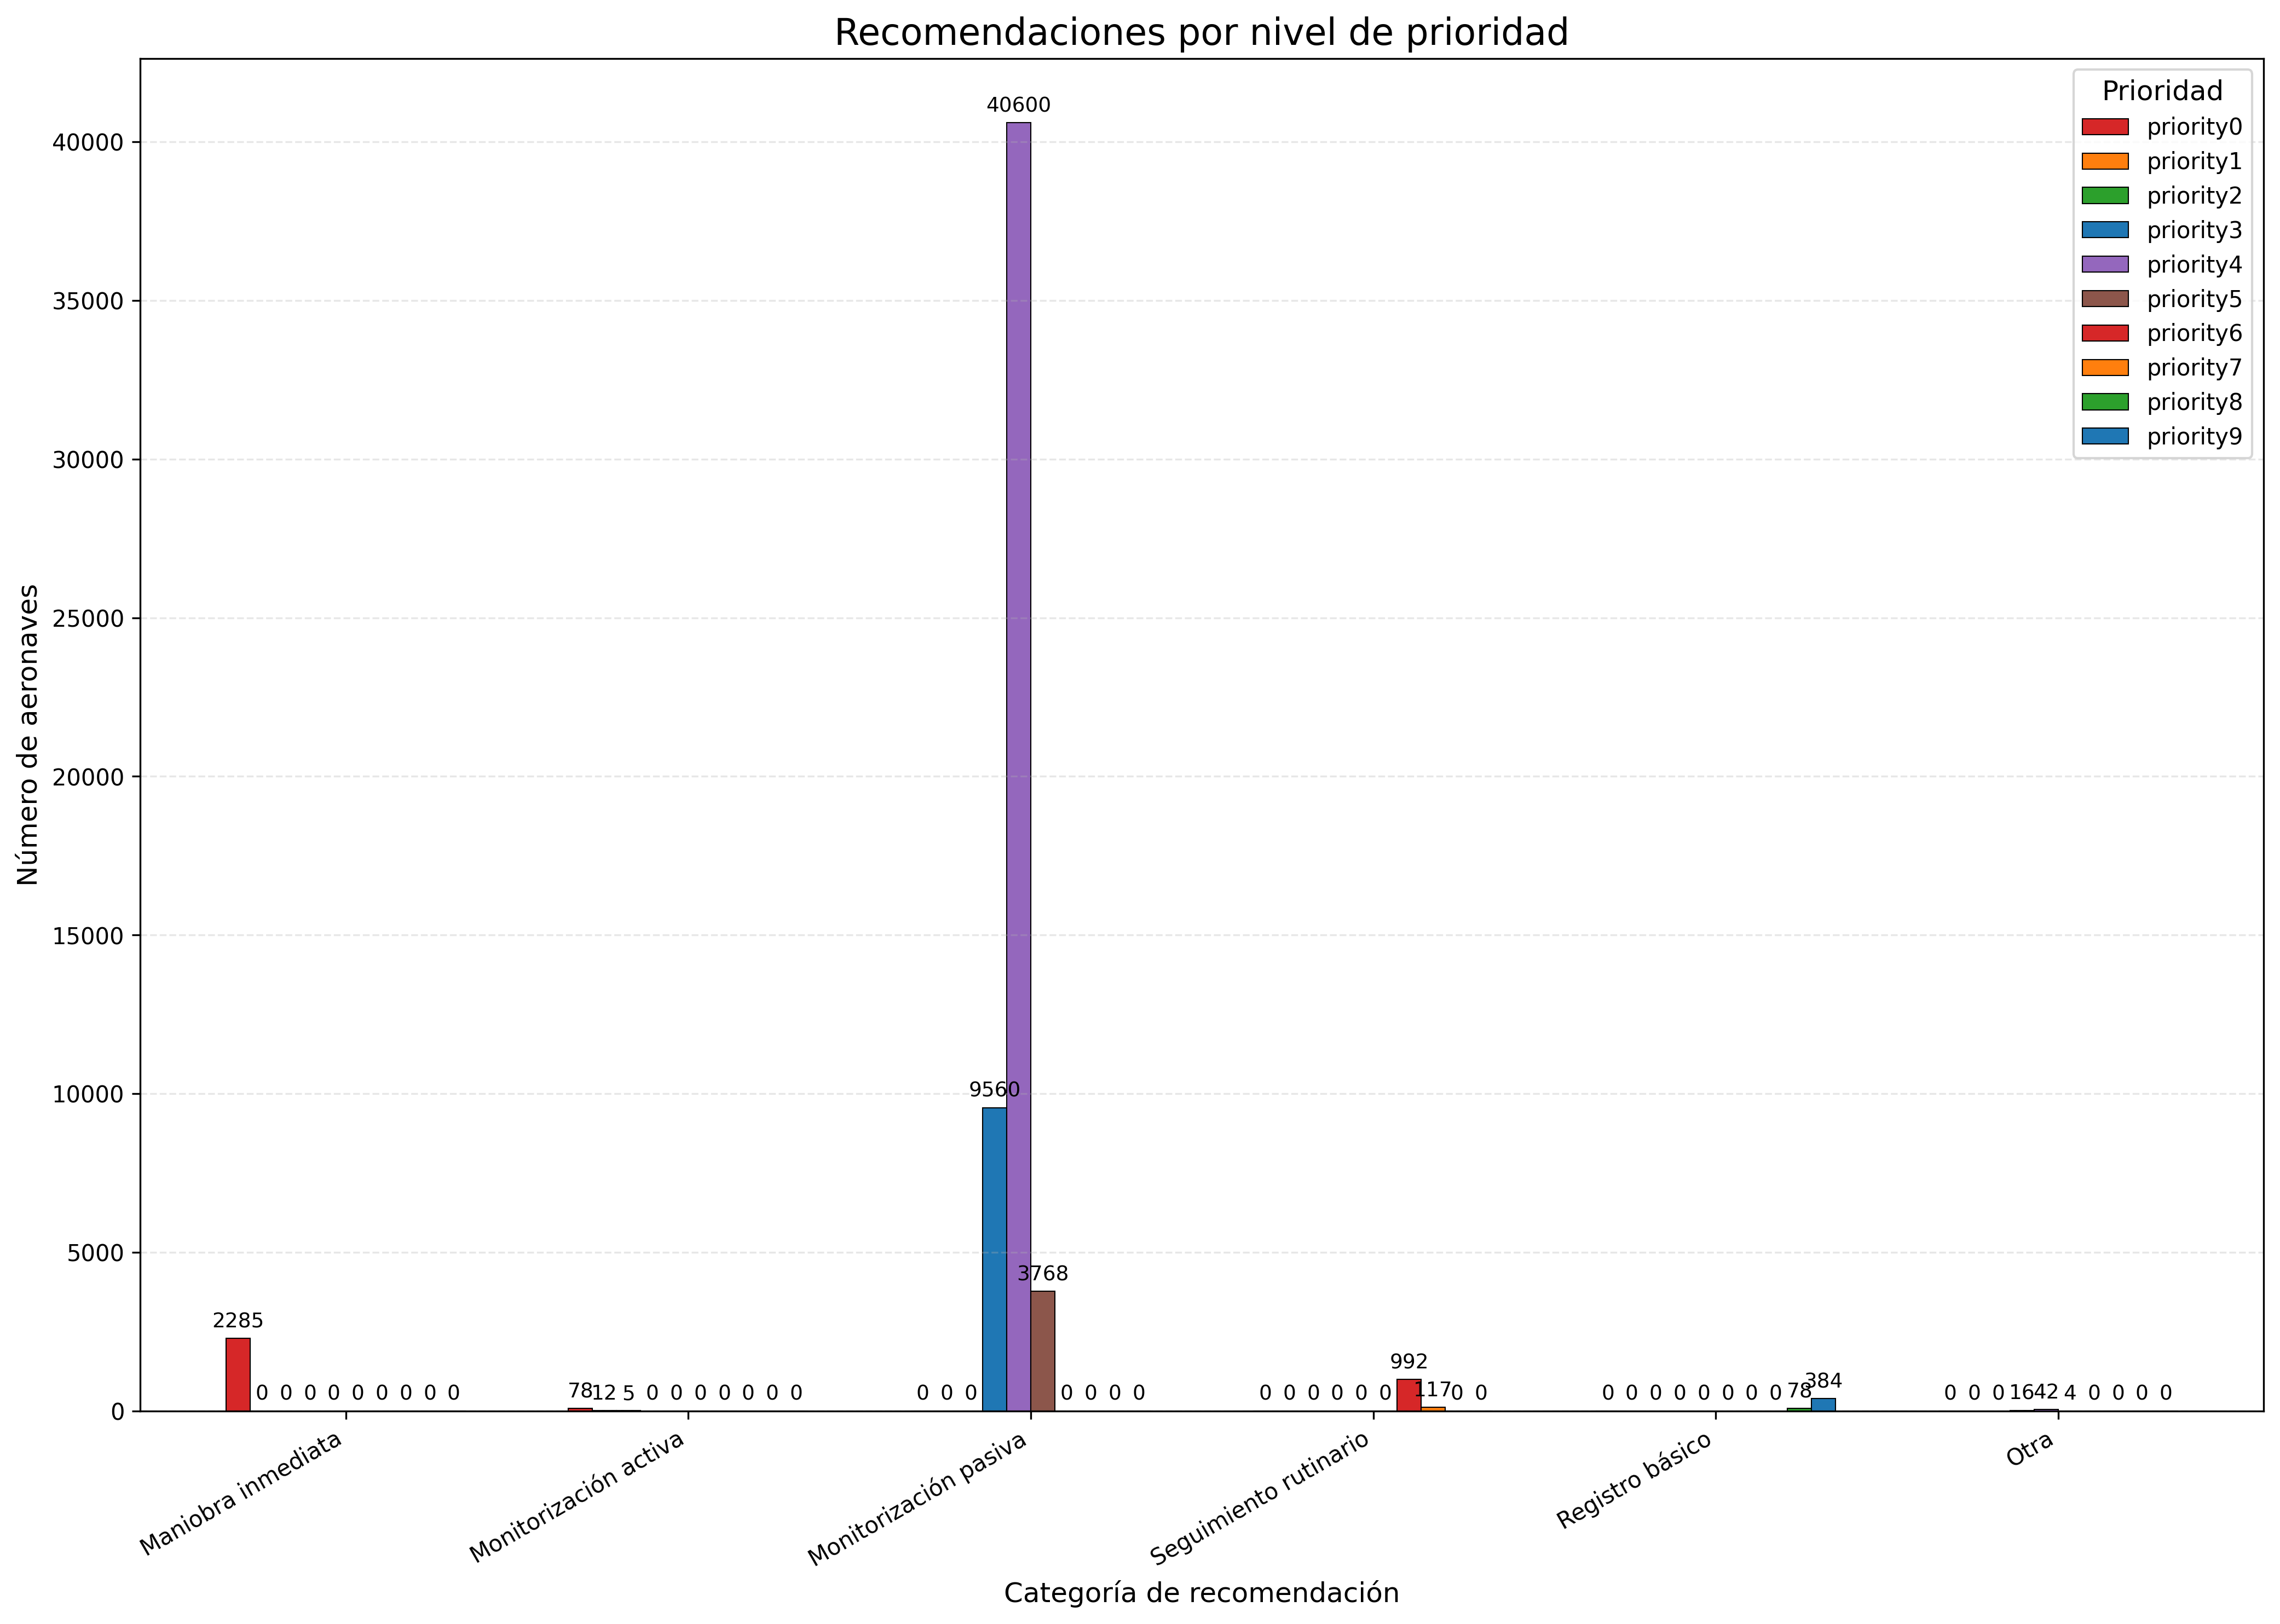 Recomendaciones por nivel de prioridad
Prioridad
priority0
priority1
priority2
priority3
priority4
priority5
priority6
priority7
priority8
priority9
Número de aeronaves
40000
35000
30000
25000
20000
15000
10000
5000
0
2285 0 0 0 0 0 0 0 0 0
78 12 5 0 0 0 0 0 0 0
0 0 0 9560 40600 3768 0 0 0 0
0 0 0 0 0 0 992 117 0 0
0 0 0 0 0 0 0 0 78 384
0 0 0 16 42 4 0 0 0 0
Maniobra inmediata
Monitorización activa
Monitorización pasiva
Seguimiento rutinario
Registro básico
Otra
Categoría de recomendación